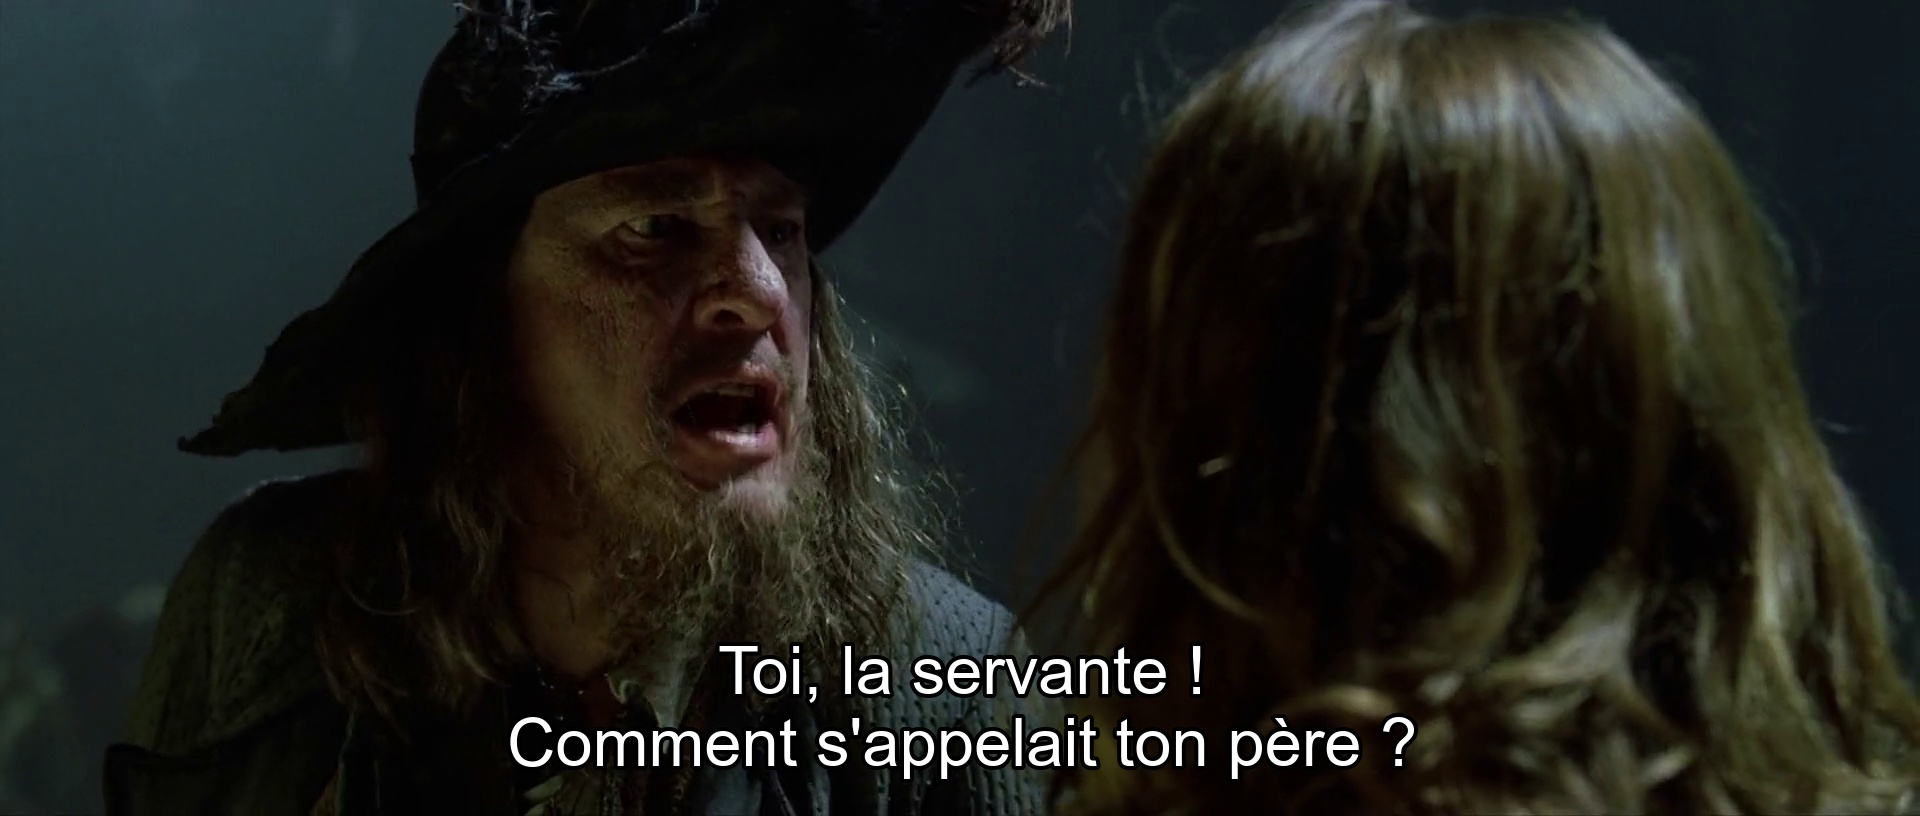 Toi, la servante !
Comment s'appelait ton père ?